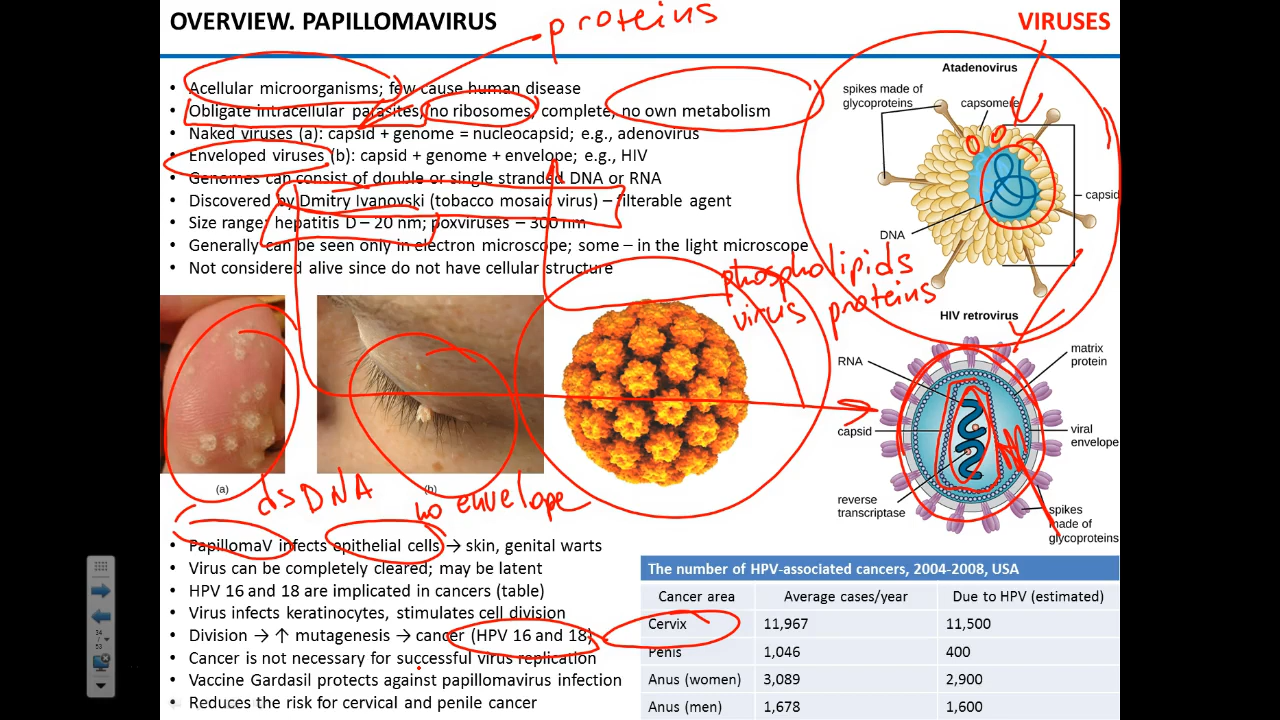 OVERVIEW. PAPILLOMAVIRUS
proteins
VIRUSES
• Acellular microorganisms; few cause human disease
• Obligate intracellular parasites, no ribosomes, complete, no own metabolism
• Naked viruses (a): capsid + genome = nucleocapsid; e.g., adenovirus
• Enveloped viruses (b): capsid + genome + envelope; e.g., HIV
• Genomes can consist of double or single stranded DNA or RNA
• Discovered by Dmitry Ivanovski (tobacco mosaic virus) – filterable agent
• Size range: hepatitis D – 20 nm; poxviruses – 300 nm
• Generally can be seen only in electron microscope; some – in the light microscope
• Not considered alive since do not have cellular structure
Atadenovirus
spikes made of
glycoproteins
capsomere
capsid
DNA
phospholipids
virus proteins
HIV retrovirus
RNA
matrix
protein
capsid
viral
envelope
reverse
transcriptase
spikes
made of
glycoproteins
(a)
(b)
dsDNA
no envelope
• PapillomaV infects epithelial cells → skin, genital warts
• Virus can be completely cleared; may be latent
• HPV 16 and 18 are implicated in cancers (table)
• Virus infects keratinocytes, stimulates cell division
• Division → ↑ mutagenesis → cancer (HPV 16 and 18)
• Cancer is not necessary for successful virus replication
• Vaccine Gardasil protects against papillomavirus infection
• Reduces the risk for cervical and penile cancer
The number of HPV-associated cancers, 2004-2008, USA
Cancer area Average cases/year Due to HPV (estimated)
Cervix 11,967 11,500
Penis 1,046 400
Anus (women) 3,089 2,900
Anus (men) 1,678 1,600
34
/
53